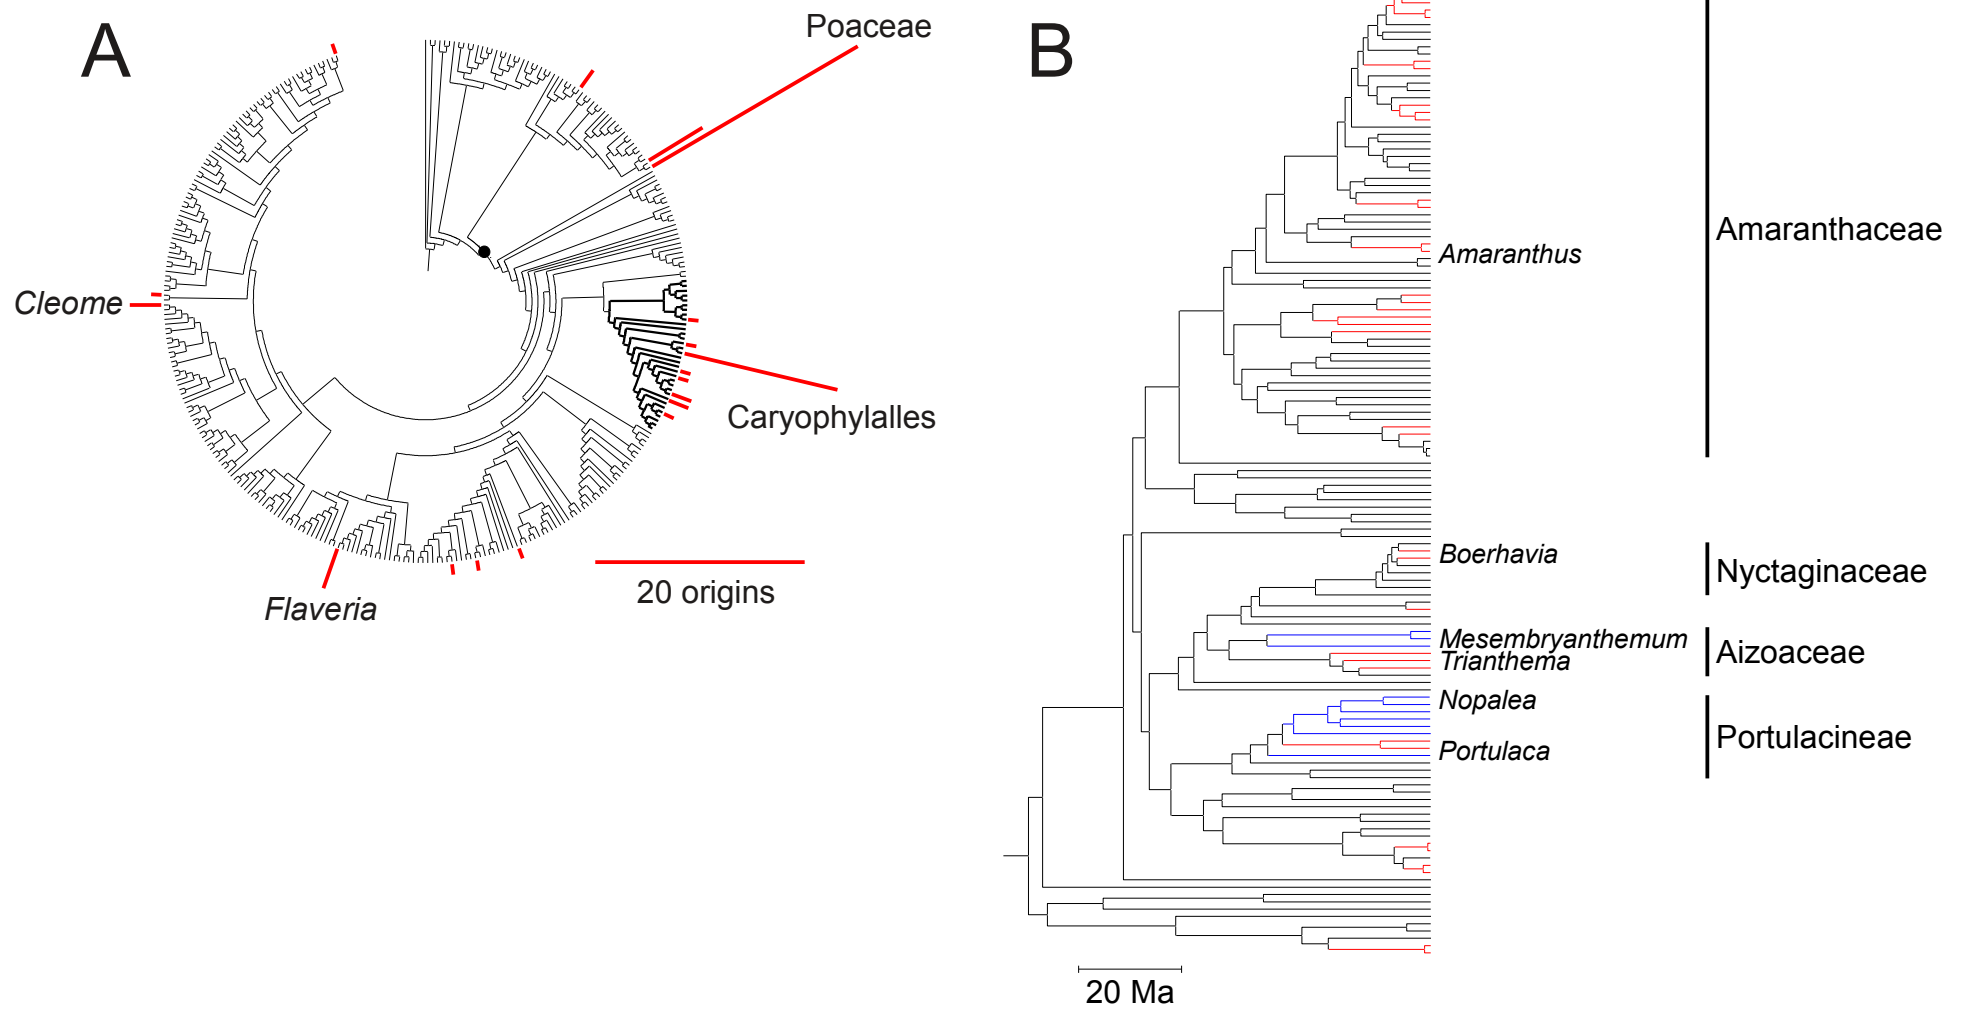 A
Poaceae
Cleome
Caryophylalles
20 origins
Flaveria
B
Amaranthaceae
Amaranthus
Boerhavia
Nyctaginaceae
Mesembryanthemum
Trianthema
Aizoaceae
Nopalea
Portulacineae
Portulaca
20 Ma